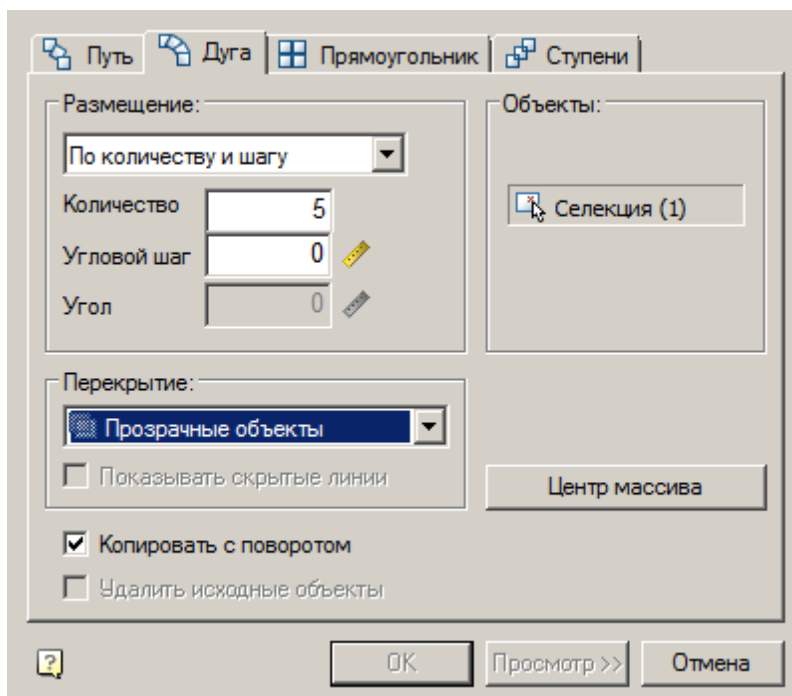 Путь Дуга Прямоугольник Ступени
Размещение:
По количеству и шагу
Количество 5
Угловой шаг 0
Угол 0
Объекты:
Селекция (1)
Перекрытие:
Прозрачные объекты
Показывать скрытые линии
Центр массива
Копировать с поворотом
Удалить исходные объекты
? OK Просмотр >> Отмена